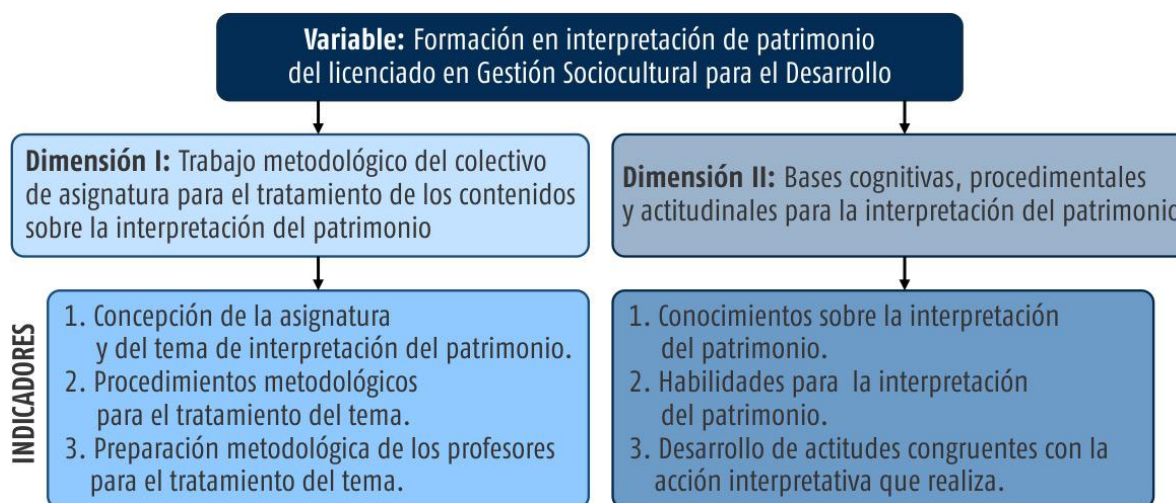 Variable: Formación en interpretación de patrimonio
del licenciado en Gestión Sociocultural para el Desarrollo
Dimensión I: Trabajo metodológico del colectivo
de asignatura para el tratamiento de los contenidos
sobre la interpretación del patrimonio
Dimensión II: Bases cognitivas, procedimentales
y actitudinales para la interpretación del patrimonio
INDICADORES
1. Concepción de la asignatura
y del tema de interpretación del patrimonio.
2. Procedimientos metodológicos
para el tratamiento del tema.
3. Preparación metodológica de los profesores
para el tratamiento del tema.
1. Conocimientos sobre la interpretación
del patrimonio.
2. Habilidades para la interpretación
del patrimonio.
3. Desarrollo de actitudes congruentes con la
acción interpretativa que realiza.